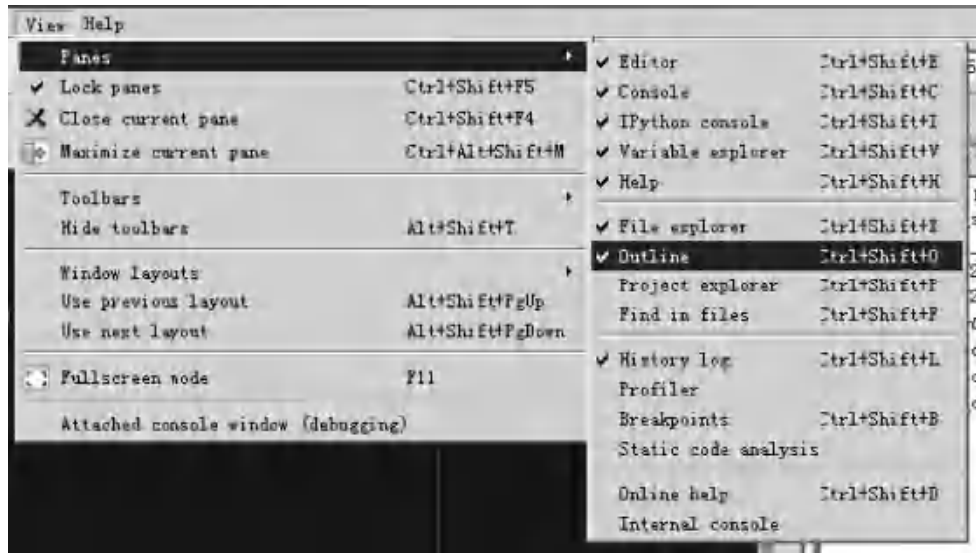 View Help
Panes
Lock panes Ctrl+Shift+F5
Close current pane Ctrl+Shift+F4
Maximize current pane Ctrl+Alt+Shift+M
Toolbars
Hide toolbars Alt+Shift+T
Window layouts
Use previous layout Alt+Shift+PgUp
Use next layout Alt+Shift+PgDown
Fullscreen mode F11
Attached console window (debugging)
Editor Ctrl+Shift+E
Console Ctrl+Shift+C
IPython console Ctrl+Shift+I
Variable explorer Ctrl+Shift+V
Help Ctrl+Shift+H
File explorer Ctrl+Shift+X
Outline Ctrl+Shift+O
Project explorer Ctrl+Shift+P
Find in files Ctrl+Shift+F
History log Ctrl+Shift+L
Profiler
Breakpoints Ctrl+Shift+B
Static code analysis
Online help Ctrl+Shift+D
Internal console